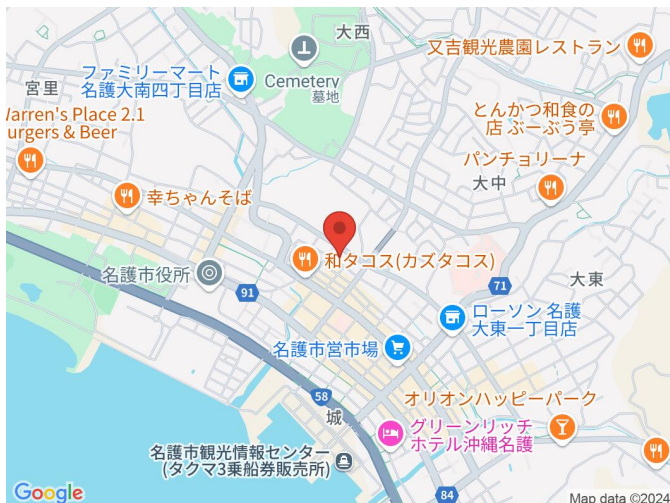 大西
又吉観光農園レストラン
宮里
ファミリーマート
名護大南四丁目店
Cemetery
墓地
とんかつ和食の
店 ぶーぶう亭
Warren's Place 2.1
urgers & Beer
パンチョリーナ
大中
幸ちゃんそば
和タコス(カズタコス)
名護市役所
大東
71
91
ローソン 名護
大東一丁目店
名護市営市場
58
オリオンハッピーパーク
城
グリーンリッチ
ホテル沖縄名護
名護市観光情報センター
(タクマ3乗船券販売所)
84
Google
Map data ©2024